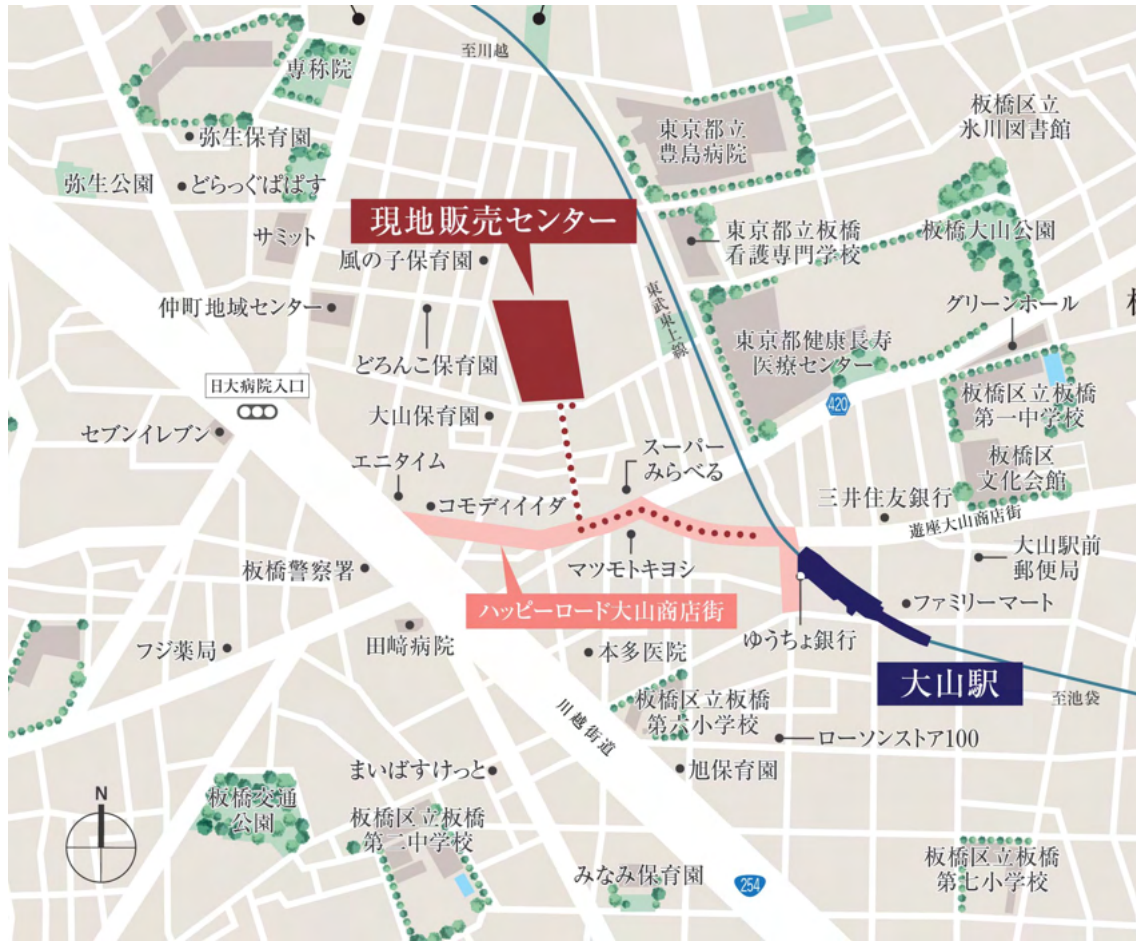 至川越
専称院
弥生保育園
弥生公園
どらっぐぱぱす
サミット
東京都立
豊島病院
板橋区立
氷川図書館
現地販売センター
風の子保育園
東京都立板橋
看護専門学校
板橋大山公園
仲町地域センター
どろんこ保育園
東武東上線
東京都健康長寿
医療センター
グリーンホール
板
日大病院入口
セブンイレブン
大山保育園
420
板橋区立板橋
第一中学校
エニタイム
コモディイイダ
スーパー
みらべる
板橋区
文化会館
三井住友銀行
遊座大山商店街
板橋警察署
マツモトキヨシ
大山駅前
郵便局
ハッピーロード大山商店街
ファミリーマート
フジ薬局
田﨑病院
本多医院
ゆうちょ銀行
大山駅
至池袋
川越街道
板橋区立板橋
第六小学校
ローソンストア100
まいばすけっと
旭保育園
N
板橋交通
公園
板橋区立板橋
第二中学校
みなみ保育園
254
板橋区立板橋
第七小学校